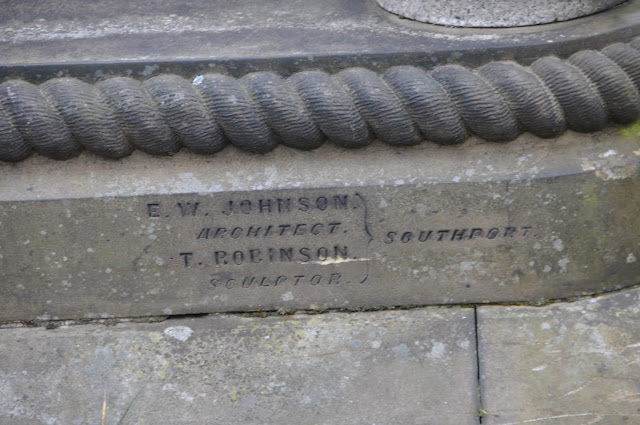 E. W. JOHNSON.
ARCHITECT.
T. ROBINSON.
SCULPTOR.
SOUTHPORT.